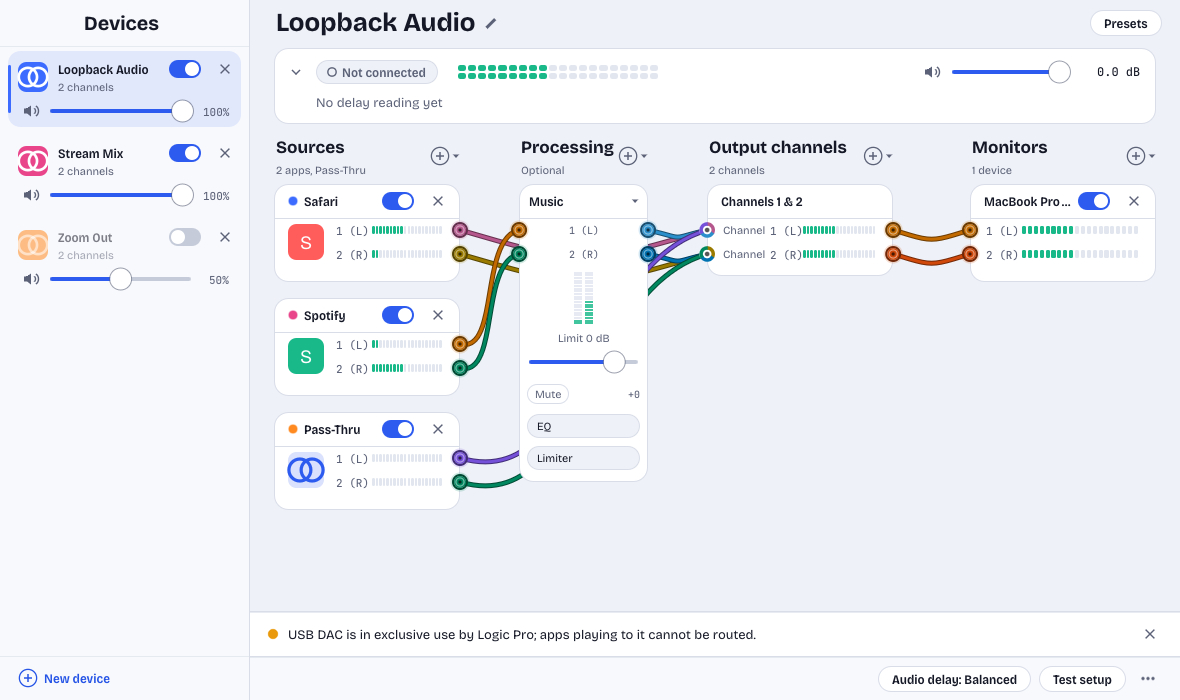 Devices
Loopback Audio
2 channels
100%
Stream Mix
2 channels
100%
Zoom Out
2 channels
50%
New device
Loopback Audio
Presets
Not connected
0.0 dB
No delay reading yet
Sources
2 apps, Pass-Thru
Safari
S
1 (L)
2 (R)
Spotify
S
1 (L)
2 (R)
Pass-Thru
1 (L)
2 (R)
Processing
Optional
Music
1 (L)
2 (R)
Limit 0 dB
Mute
+0
EQ
Limiter
Output channels
2 channels
Channels 1 & 2
Channel 1 (L)
Channel 2 (R)
Monitors
1 device
MacBook Pro…
1 (L)
2 (R)
USB DAC is in exclusive use by Logic Pro; apps playing to it cannot be routed.
Audio delay: Balanced
Test setup